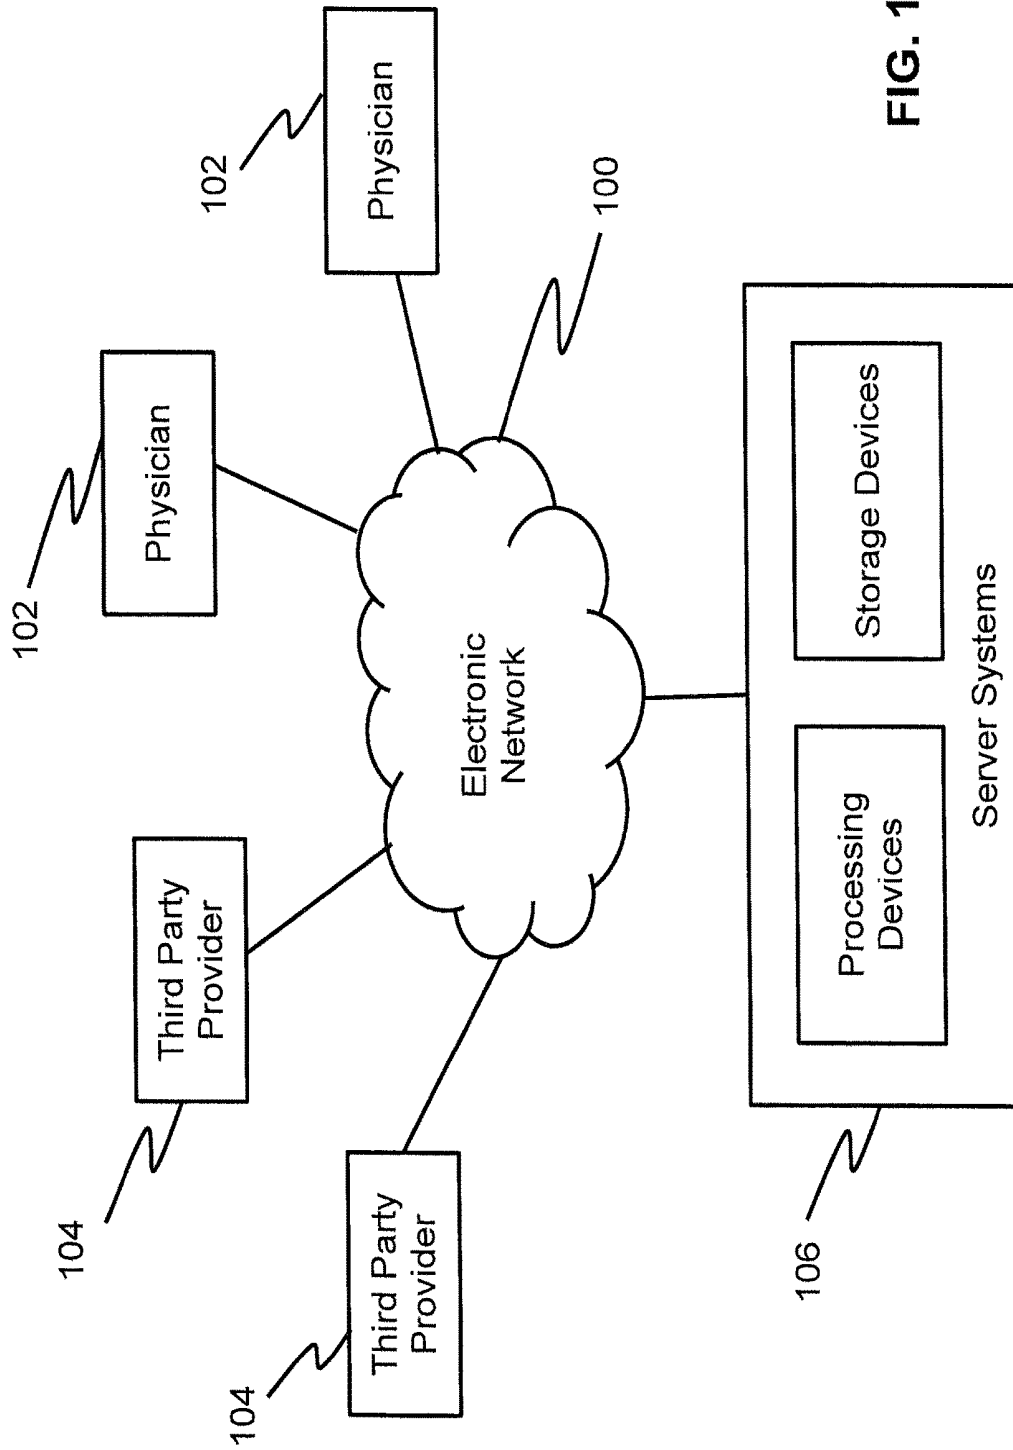 102
Physician
102
Physician
104
Third Party
Provider
104
Third Party
Provider
Electronic
Network
100
Processing
Devices
Storage Devices
Server Systems
106
FIG. 1